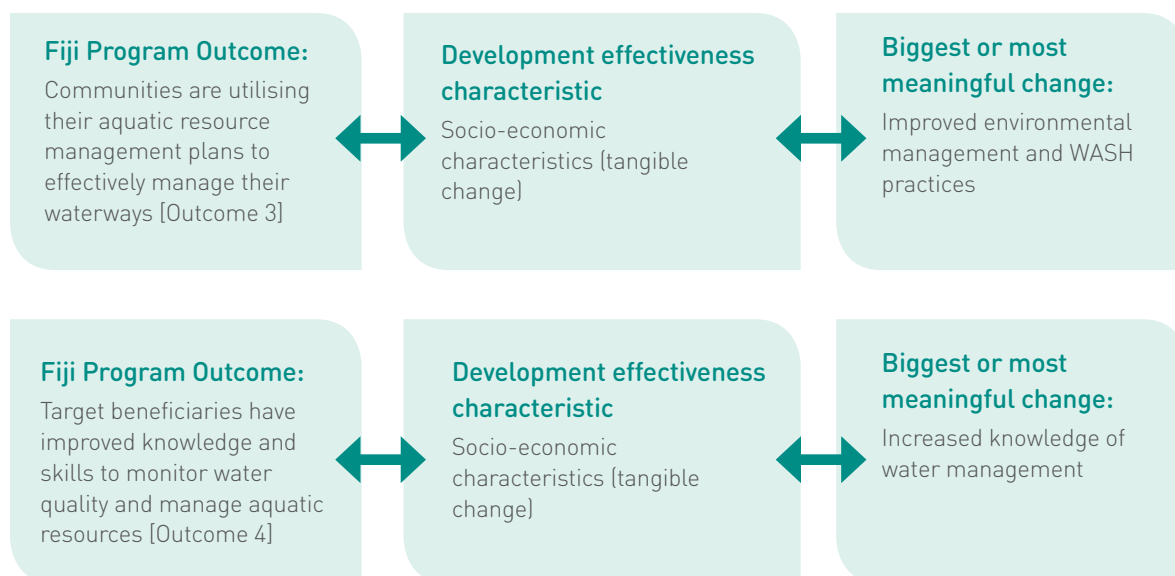 Fiji Program Outcome:
Communities are utilising
their aquatic resource
management plans to
effectively manage their
waterways [Outcome 3]
Development effectiveness
characteristic
Socio-economic
characteristics (tangible
change)
Biggest or most
meaningful change:
Improved environmental
management and WASH
practices
Fiji Program Outcome:
Target beneficiaries have
improved knowledge and
skills to monitor water
quality and manage aquatic
resources [Outcome 4]
Development effectiveness
characteristic
Socio-economic
characteristics (tangible
change)
Biggest or most
meaningful change:
Increased knowledge of
water management